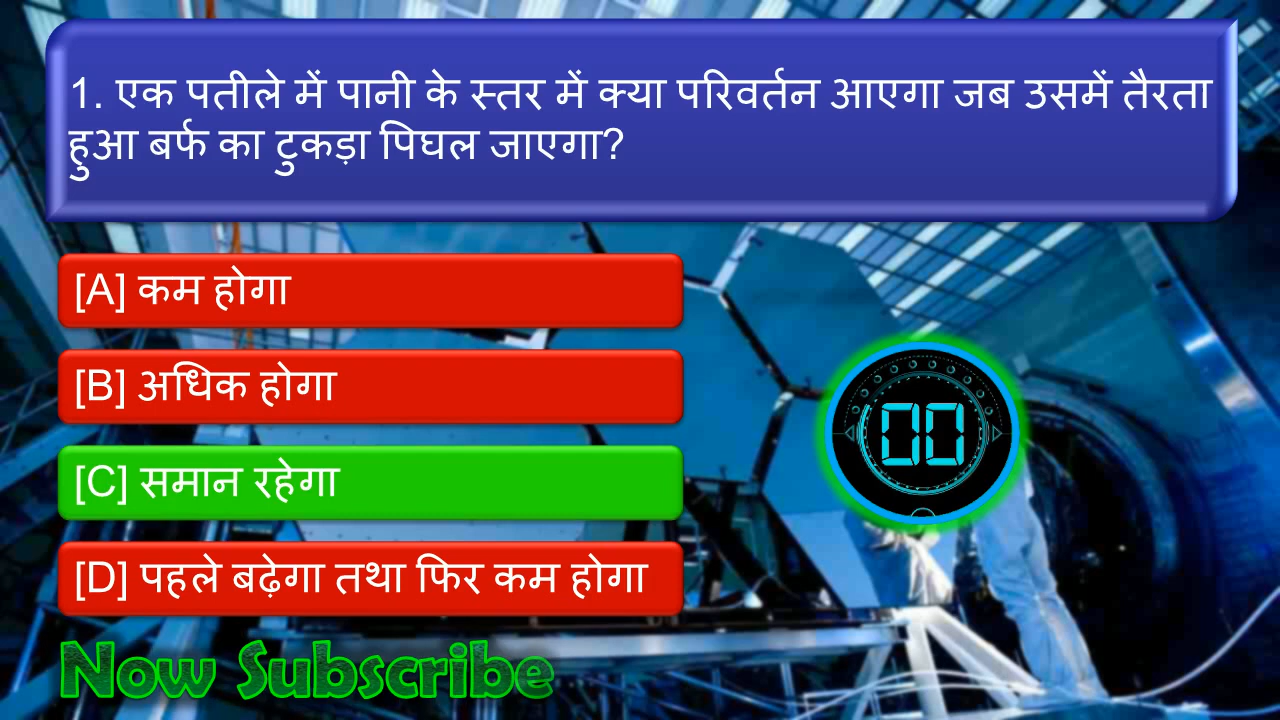 1. एक पतीले में पानी के स्तर में क्या परिवर्तन आएगा जब उसमें तैरता
हुआ बर्फ का टुकड़ा पिघल जाएगा?
[A] कम होगा
[B] अधिक होगा
00
[C] समान रहेगा
[D] पहले बढ़ेगा तथा फिर कम होगा
Now Subscribe